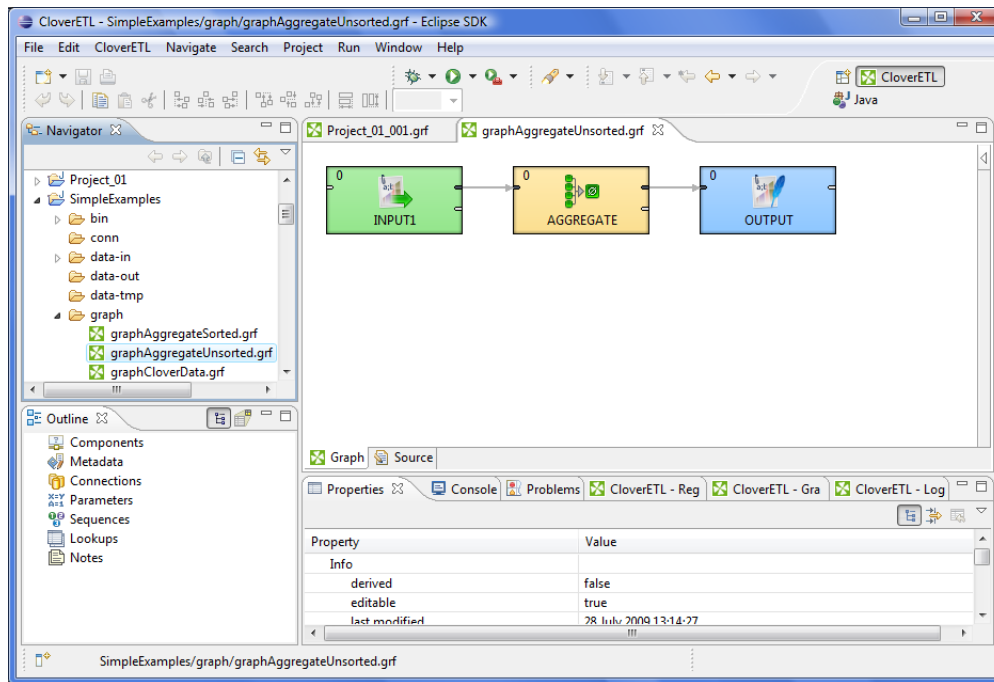 CloverETL - SimpleExamples/graph/graphAggregateUnsorted.grf - Eclipse SDK
File Edit CloverETL Navigate Search Project Run Window Help
CloverETL
Java
Navigator
Project_01
SimpleExamples
bin
conn
data-in
data-out
data-tmp
graph
graphAggregateSorted.grf
graphAggregateUnsorted.grf
graphCloverData.grf
Outline
Components
Metadata
Connections
Parameters
Sequences
Lookups
Notes
Project_01_001.grf graphAggregateUnsorted.grf
0 0 0
INPUT1 AGGREGATE OUTPUT
Graph Source
Properties Console Problems CloverETL - Reg CloverETL - Gra CloverETL - Log
Property Value
Info
derived false
editable true
last modified 28 July 2009 13:14:27
SimpleExamples/graph/graphAggregateUnsorted.grf